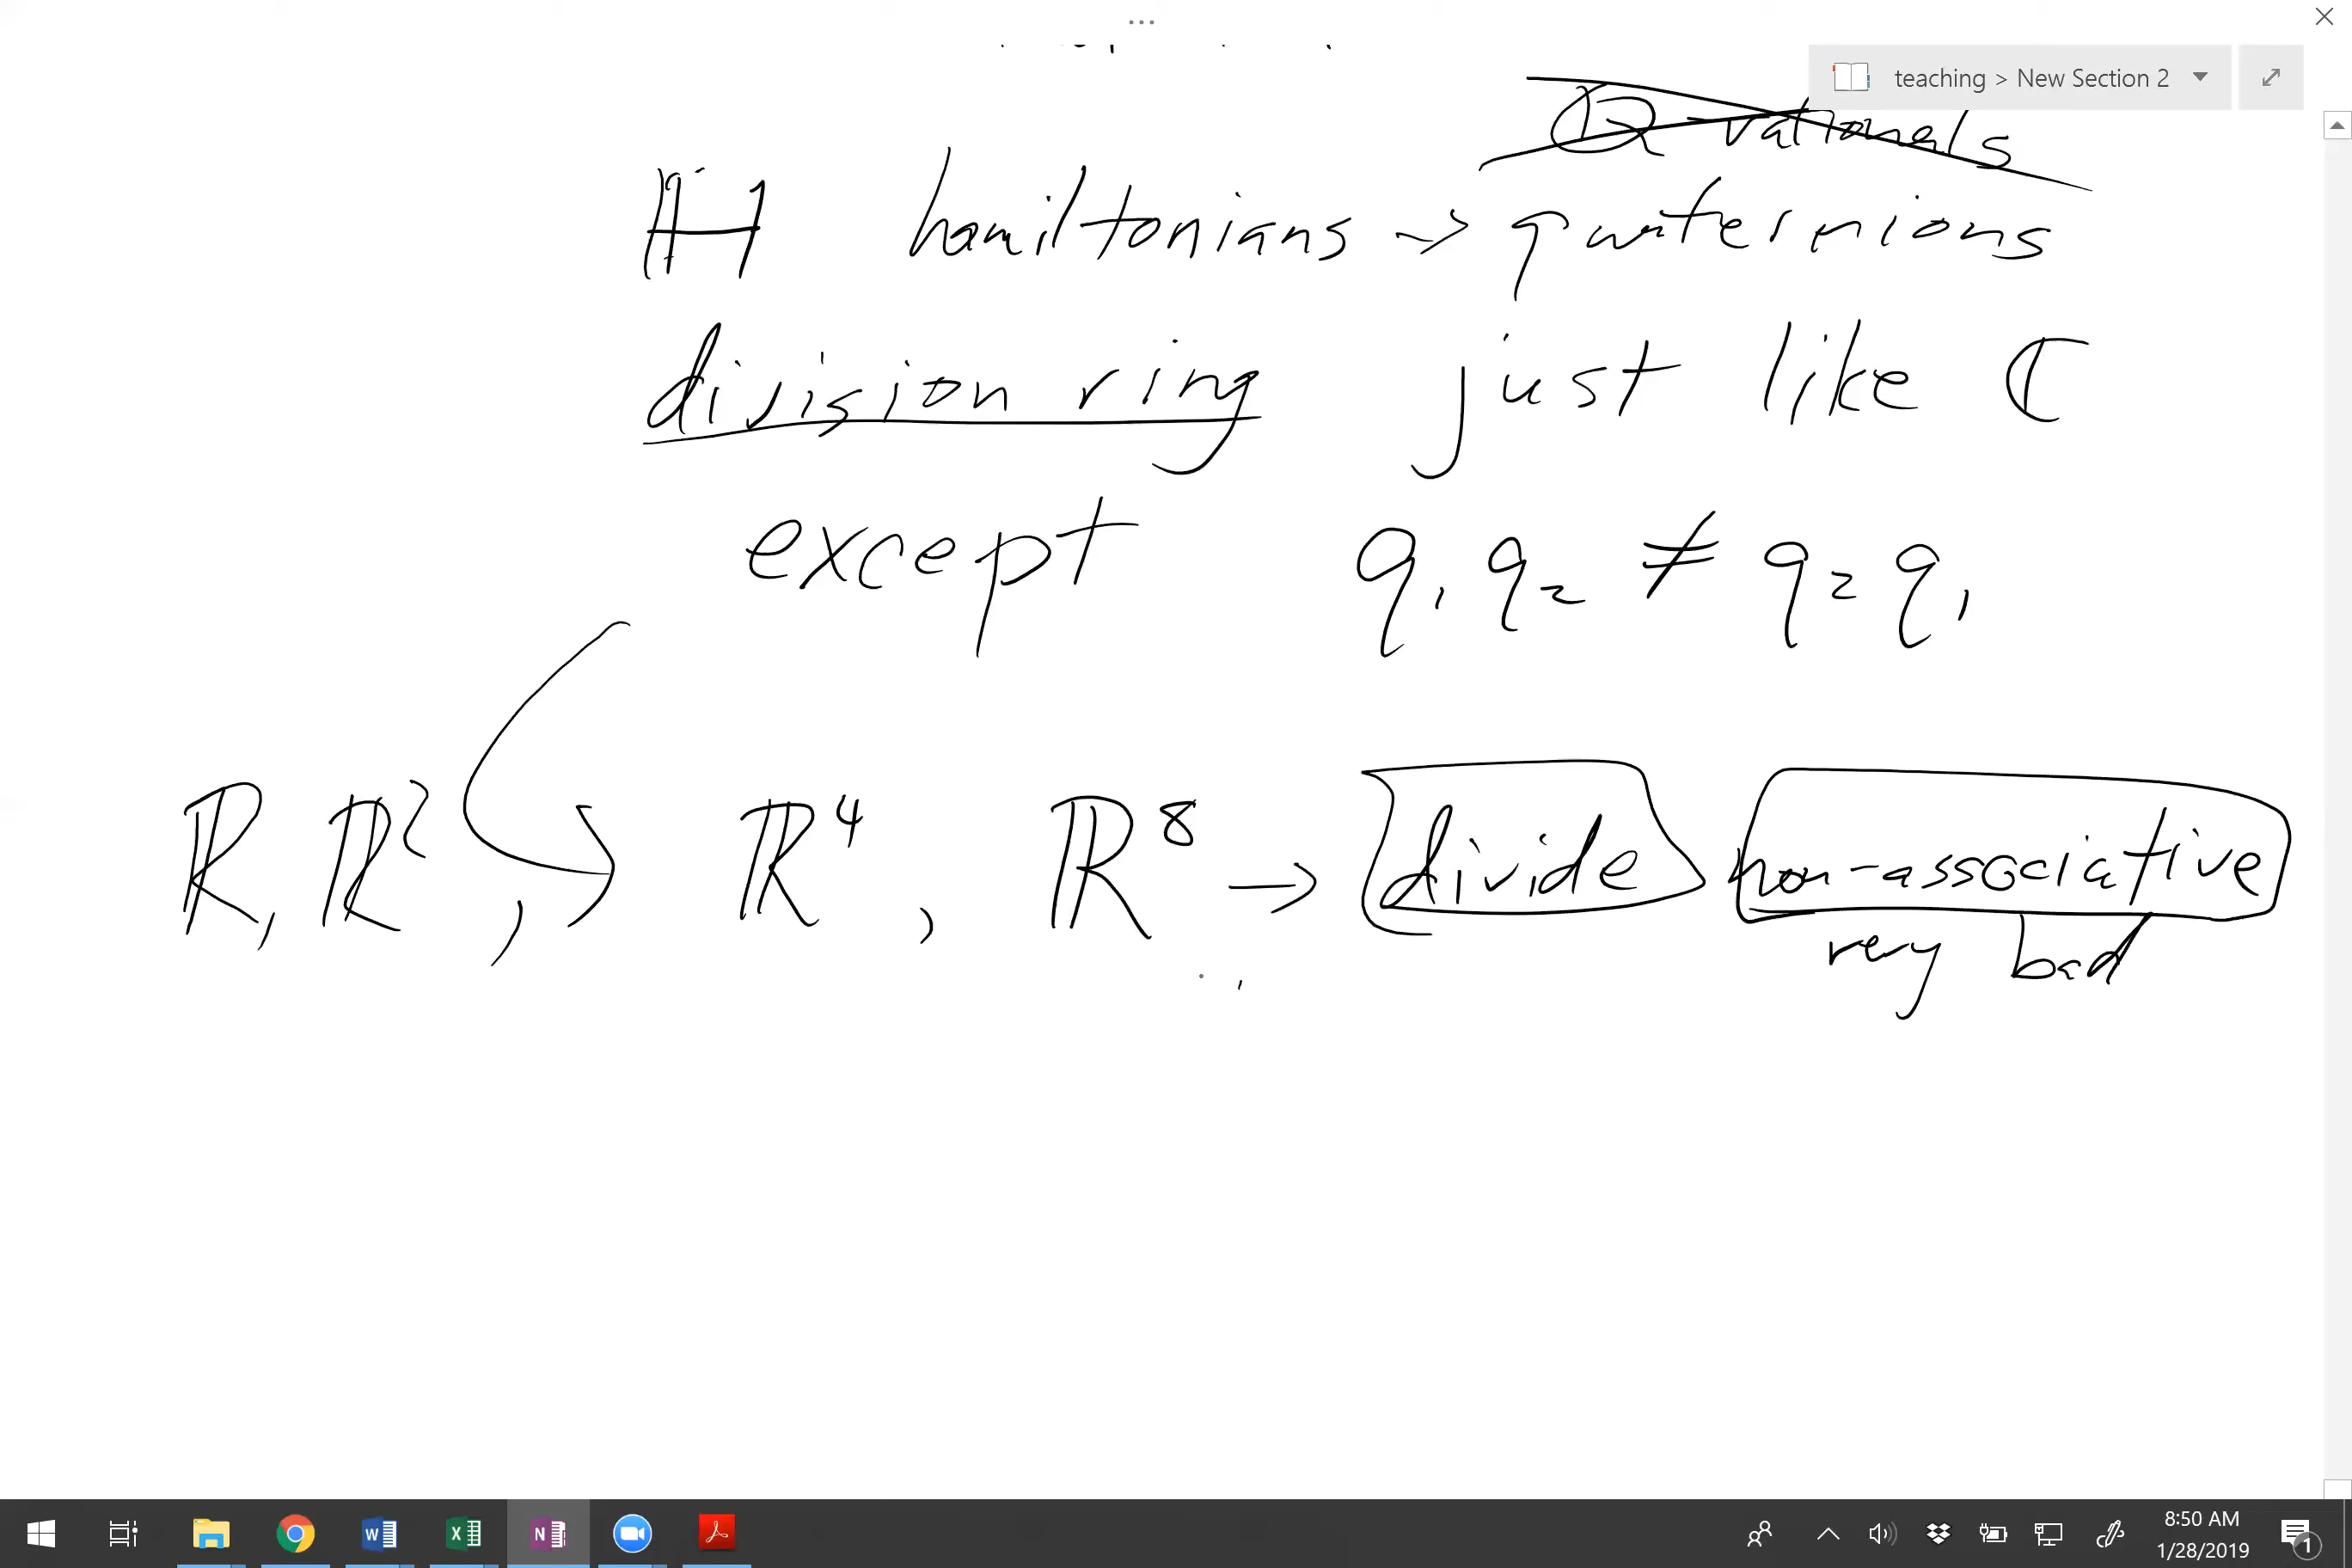 teaching > New Section 2
ℚ rationals
ℍ hamiltonians → quaternions
division ring just like ℂ
except q₁q₂ ≠ q₂q₁
ℝ, ℝ², ℝ⁴, ℝ⁸ → divide non-associative
very bad
8:50 AM
1/28/2019
1